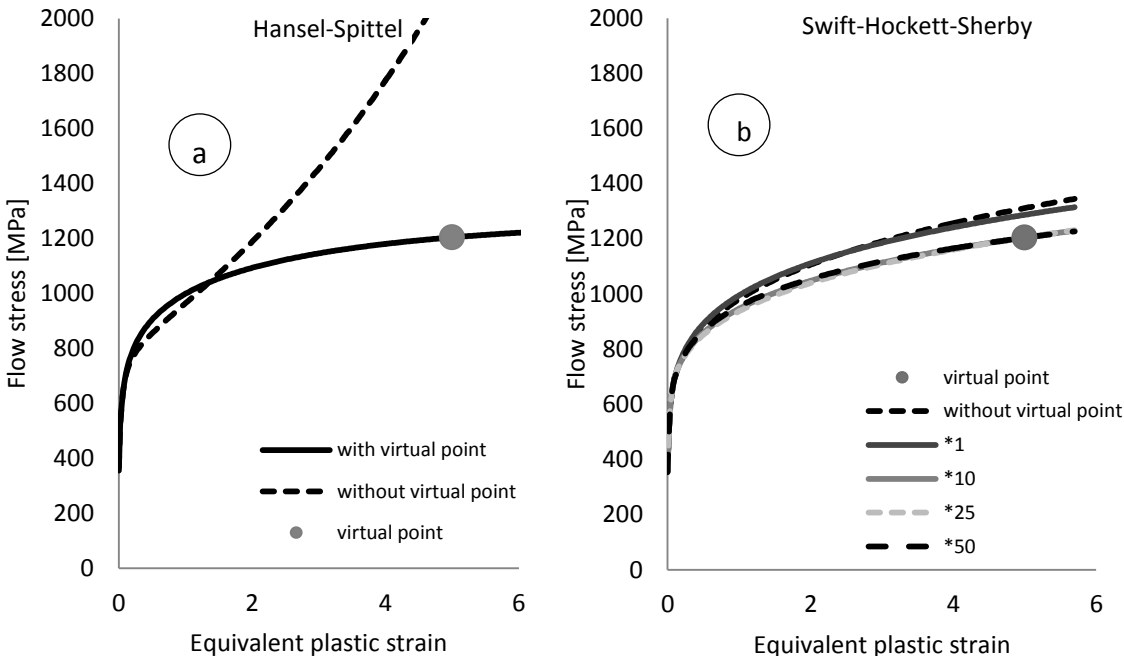 Hansel-Spittel
a
Flow stress [MPa]
2000
1800
1600
1400
1200
1000
800
600
400
200
0
0 2 4 6
Equivalent plastic strain
with virtual point
without virtual point
virtual point
Swift-Hockett-Sherby
b
Flow stress [MPa]
2000
1800
1600
1400
1200
1000
800
600
400
200
0
0 2 4 6
Equivalent plastic strain
virtual point
without virtual point
*1
*10
*25
*50